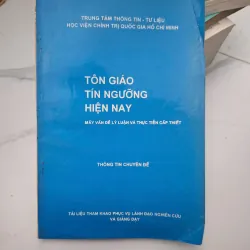 TRUNG TÂM THÔNG TIN - TƯ LIỆU
HỌC VIỆN CHÍNH TRỊ QUỐC GIA HỒ CHÍ MINH
TÔN GIÁO
TÍN NGƯỠNG
HIỆN NAY
MẤY VẤN ĐỀ LÝ LUẬN VÀ THỰC TIỄN CẤP THIẾT
THÔNG TIN CHUYÊN ĐỀ
TÀI LIỆU THAM KHẢO PHỤC VỤ LÃNH ĐẠO NGHIÊN CỨU
VÀ GIẢNG DẠY